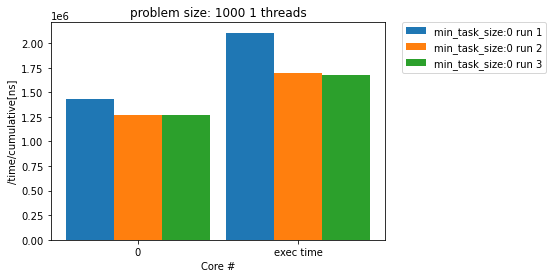 problem size: 1000 1 threads
1e6
2.00
1.75
1.50
1.25
1.00
0.75
0.50
0.25
0.00
/time/cumulative[ns]
0 exec time
Core #
min_task_size:0 run 1
min_task_size:0 run 2
min_task_size:0 run 3